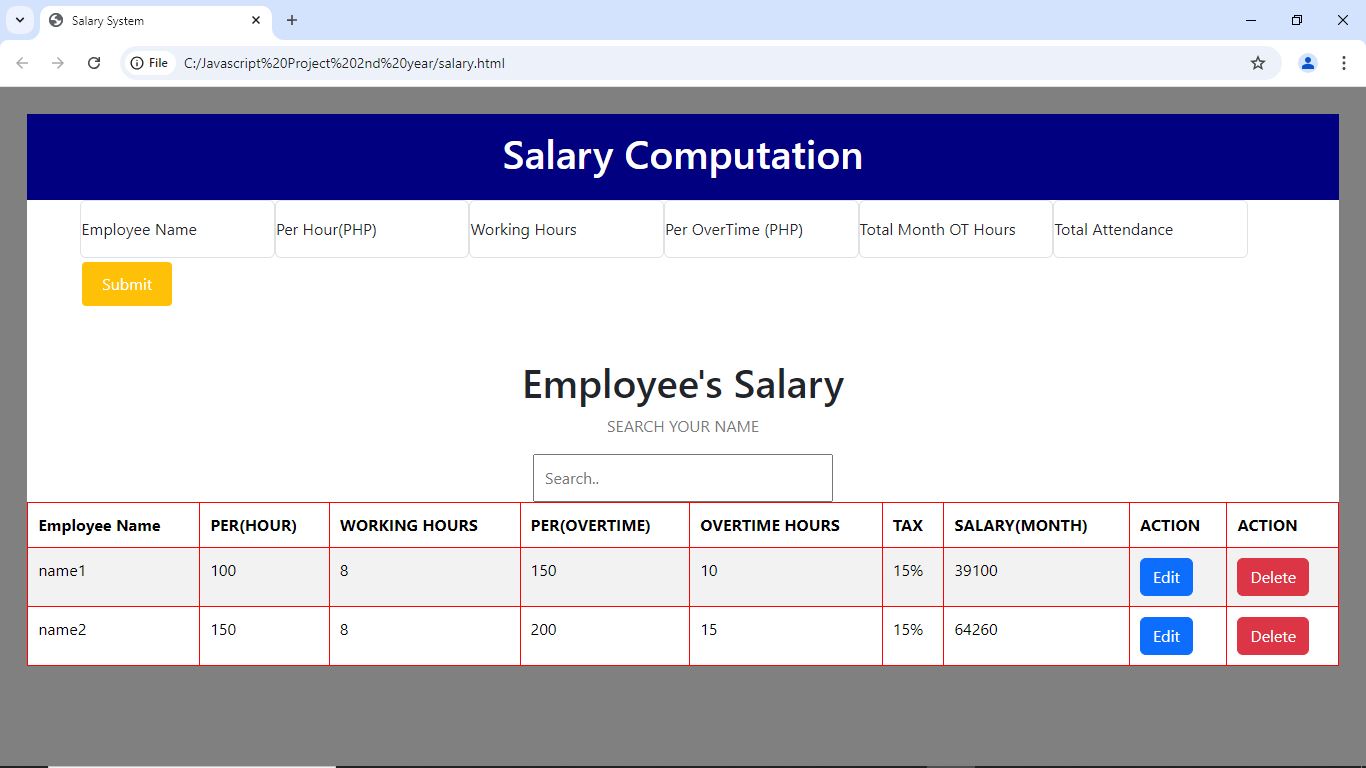 Salary System
File C:/Javascript%20Project%202nd%20year/salary.html
Salary Computation
Employee Name Per Hour(PHP) Working Hours Per OverTime (PHP) Total Month OT Hours Total Attendance
Submit
Employee's Salary
SEARCH YOUR NAME
Search..
Employee Name PER(HOUR) WORKING HOURS PER(OVERTIME) OVERTIME HOURS TAX SALARY(MONTH) ACTION ACTION
name1 100 8 150 10 15% 39100 Edit Delete
name2 150 8 200 15 15% 64260 Edit Delete